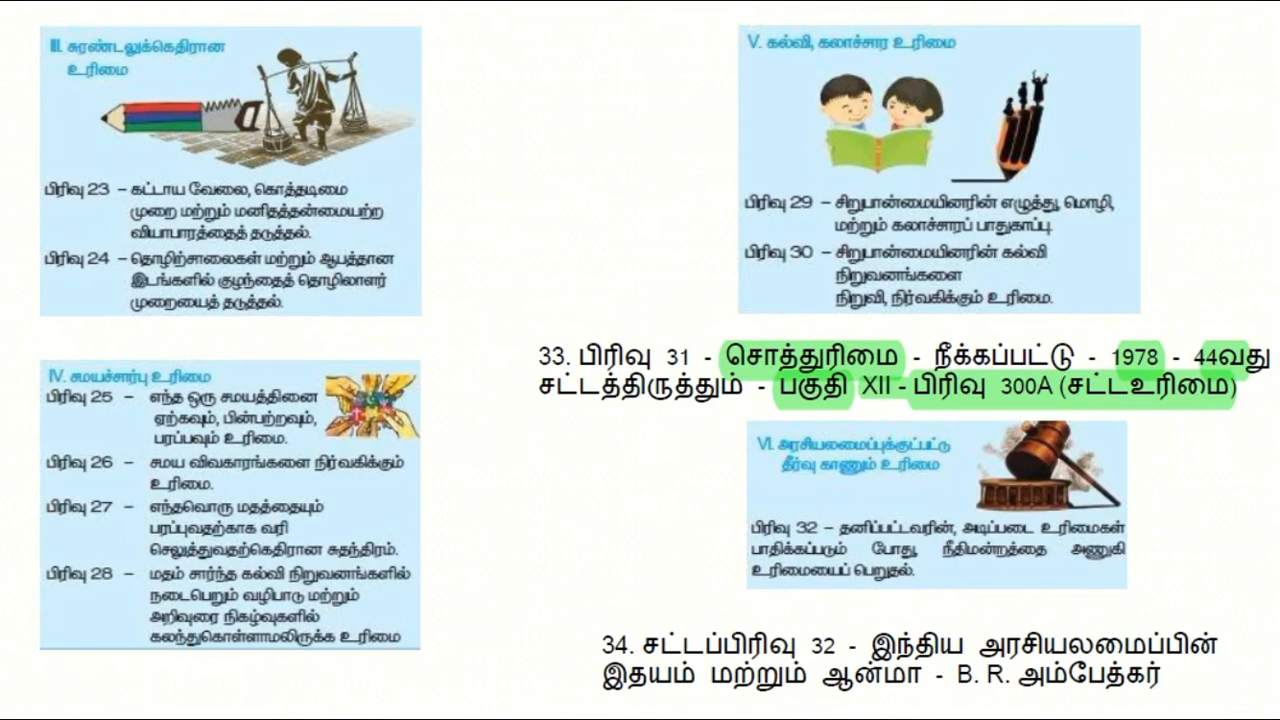 III. சுரண்டலுக்கெதிரான
உரிமை
பிரிவு 23 – கட்டாய வேலை, கொத்தடிமை
முறை மற்றும் மனிதத்தன்மையற்ற
வியாபாரத்தைத் தடுத்தல்.
பிரிவு 24 – தொழிற்சாலைகள் மற்றும் ஆபத்தான
இடங்களில் குழந்தைத் தொழிலாளர்
முறையைத் தடுத்தல்.
IV. சமயச்சார்பு உரிமை
பிரிவு 25 – எந்த ஒரு சமயத்தினை
ஏற்கவும், பின்பற்றவும்,
பரப்பவும் உரிமை.
பிரிவு 26 – சமய விவகாரங்களை நிர்வகிக்கும்
உரிமை.
பிரிவு 27 – எந்தவொரு மதத்தையும்
பரப்புவதற்காக வரி
செலுத்துவதற்கெதிரான சுதந்திரம்.
பிரிவு 28 – மதம் சார்ந்த கல்வி நிறுவனங்களில்
நடைபெறும் வழிபாடு மற்றும்
அறிவுரை நிகழ்வுகளில்
கலந்துகொள்ளாமலிருக்க உரிமை
V. கல்வி, கலாச்சார உரிமை
பிரிவு 29 – சிறுபான்மையினரின் எழுத்து, மொழி,
மற்றும் கலாச்சாரப் பாதுகாப்பு.
பிரிவு 30 – சிறுபான்மையினரின் கல்வி
நிறுவனங்களை
நிறுவி, நிர்வகிக்கும் உரிமை.
33. பிரிவு 31 - சொத்துரிமை - நீக்கப்பட்டு - 1978 - 44வது
சட்டத்திருத்தும் - பகுதி XII - பிரிவு 300A (சட்டஉரிமை)
VI. அரசியலமைப்புக்குட்பட்டு
தீர்வு காணும் உரிமை
பிரிவு 32 – தனிப்பட்டவரின், அடிப்படை உரிமைகள்
பாதிக்கப்படும் போது, நீதிமன்றத்தை அணுகி
உரிமையைப் பெறுதல்.
34. சட்டப்பிரிவு 32 - இந்திய அரசியலமைப்பின்
இதயம் மற்றும் ஆன்மா - B. R. அம்பேத்கர்